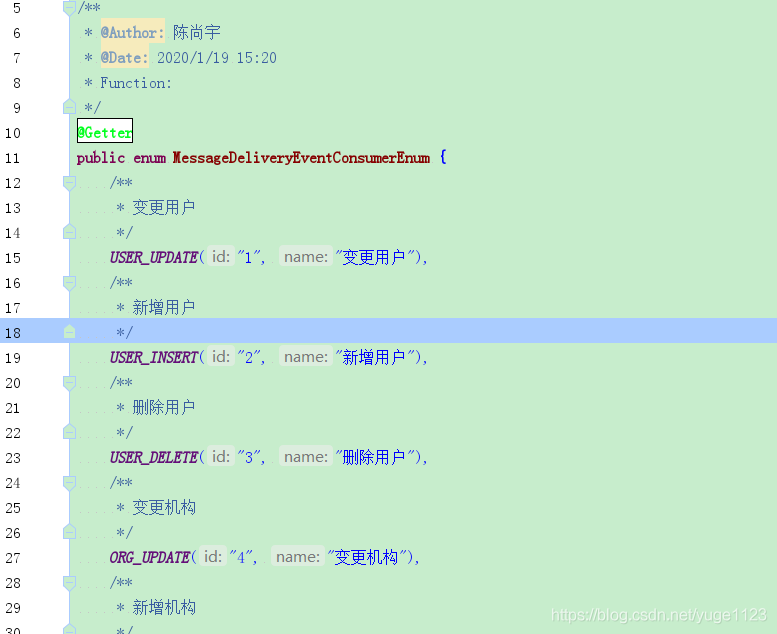 5 /**
6 * @Author: 陈尚宇
7 * @Date: 2020/1/19 15:20
8 * Function:
9 */
10 @Getter
11 public enum MessageDeliveryEventConsumerEnum {
12 /**
13 * 变更用户
14 */
15 USER_UPDATE( id: "1", name: "变更用户"),
16 /**
17 * 新增用户
18 */
19 USER_INSERT( id: "2", name: "新增用户"),
20 /**
21 * 删除用户
22 */
23 USER_DELETE( id: "3", name: "删除用户"),
24 /**
25 * 变更机构
26 */
27 ORG_UPDATE( id: "4", name: "变更机构"),
28 /**
29 * 新增机构
30 */
https://blog.csdn.net/yuge1123